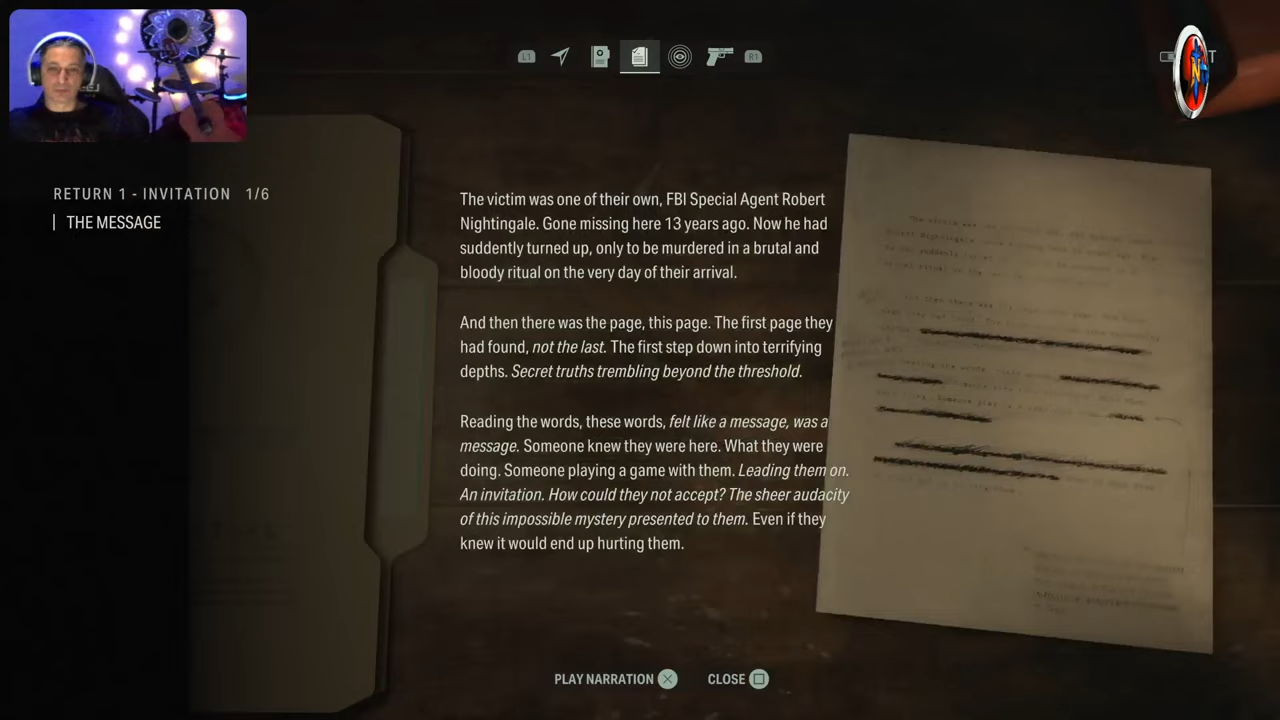 L1
R1
T
RETURN 1 - INVITATION 1/6
THE MESSAGE
The victim was one of their own, FBI Special Agent Robert
Nightingale. Gone missing here 13 years ago. Now he had
suddenly turned up, only to be murdered in a brutal and
bloody ritual on the very day of their arrival.
And then there was the page, this page. The first page they
had found, not the last. The first step down into terrifying
depths. Secret truths trembling beyond the threshold.
Reading the words, these words, felt like a message, was a
message. Someone knew they were here. What they were
doing. Someone playing a game with them. Leading them on.
An invitation. How could they not accept? The sheer audacity
of this impossible mystery presented to them. Even if they
knew it would end up hurting them.
PLAY NARRATION
CLOSE